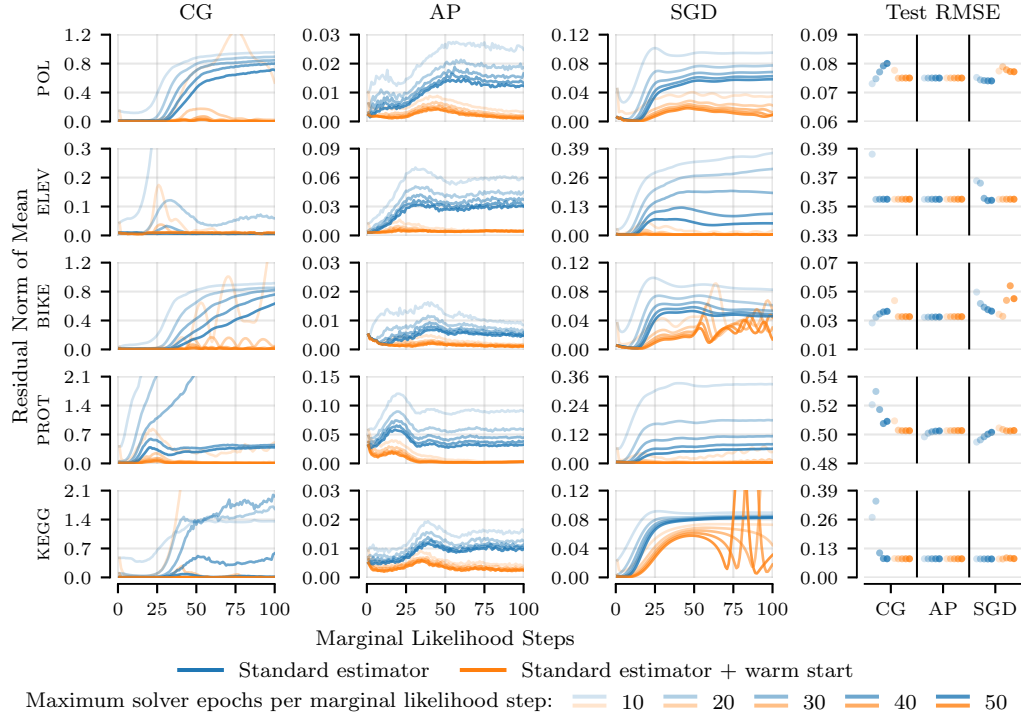 CG AP SGD Test RMSE
Residual Norm of Mean
POL
1.2 0.8 0.4 0.0
0.03 0.02 0.01 0.00
0.12 0.08 0.04 0.00
0.09 0.08 0.07 0.06
ELEV
0.3 0.2 0.1 0.0
0.09 0.06 0.03 0.00
0.39 0.26 0.13 0.00
0.39 0.37 0.35 0.33
BIKE
1.2 0.8 0.4 0.0
0.03 0.02 0.01 0.00
0.12 0.08 0.04 0.00
0.07 0.05 0.03 0.01
PROT
2.1 1.4 0.7 0.0
0.15 0.10 0.05 0.00
0.36 0.24 0.12 0.00
0.54 0.52 0.50 0.48
KEGG
2.1 1.4 0.7 0.0
0.03 0.02 0.01 0.00
0.12 0.08 0.04 0.00
0.39 0.26 0.13 0.00
0 25 50 75 100 0 25 50 75 100 0 25 50 75 100 CG AP SGD
Marginal Likelihood Steps
Standard estimator Standard estimator + warm start
Maximum solver epochs per marginal likelihood step: 10 20 30 40 50